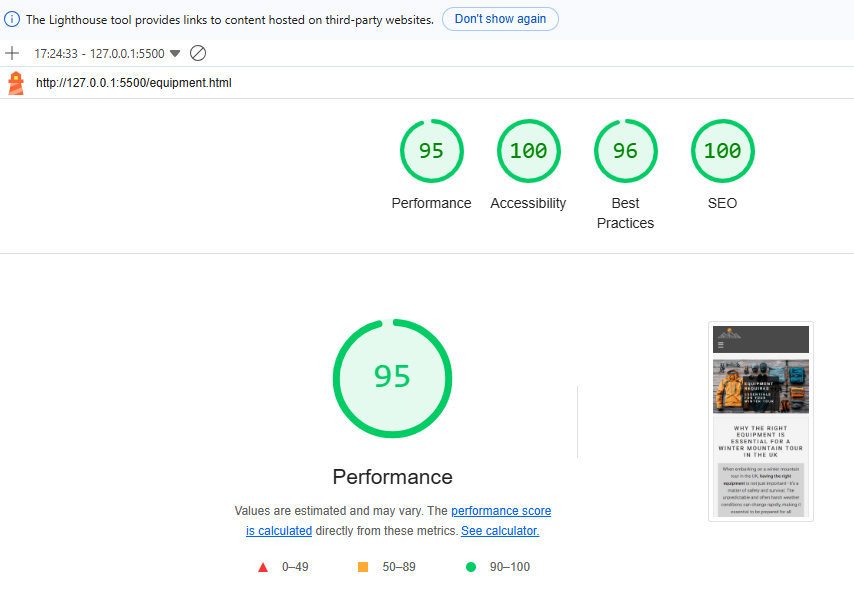 The Lighthouse tool provides links to content hosted on third-party websites. Don't show again
17:24:33 - 127.0.0.1:5500
http://127.0.0.1:5500/equipment.html
95 100 96 100
Performance Accessibility Best Practices SEO
95
Performance
Values are estimated and may vary. The performance score
is calculated directly from these metrics. See calculator.
0–49 50–89 90–100
EQUIPMENT
REQUIRED
ESSENTIALS
FOR YOUR
WINTER TOUR
WHY THE RIGHT
EQUIPMENT IS
ESSENTIAL FOR A
WINTER MOUNTAIN TOUR
IN THE UK
When embarking on a winter mountain
tour in the UK, having the right
equipment is not just important - it's a
matter of safety and survival. The
unpredictable and often harsh weather
conditions can change rapidly, making it
essential to be prepared for all